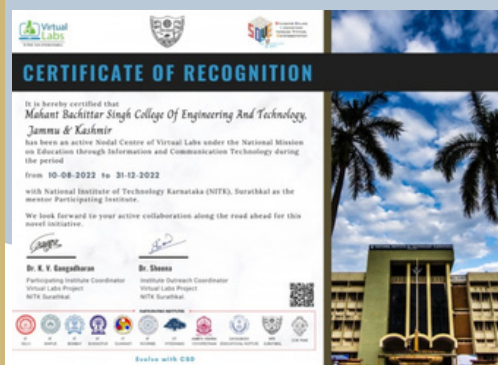 Virtual
Labs
CERTIFICATE OF RECOGNITION
It is hereby certified that
Mahant Bachittar Singh College Of Engineering And Technology,
Jammu & Kashmir
has been an active Nodal Centre of Virtual Labs under the National Mission
on Education through Information and Communication Technology during
the period
from 10-08-2022 to 31-12-2022
with National Institute of Technology Karnataka (NITK), Surathkal as the
mentor Participating Institute.
We look forward to your active collaboration along the road ahead for this
novel initiative.
Dr. K. V. Gangadharan
Participating Institute Coordinator
Virtual Labs Project
NITK Surathkal.
Dr. Sheena
Institute Outreach Coordinator
Virtual Labs Project
NITK Surathkal.
PARTICIPATING INSTITUTES
Evolve with CSD